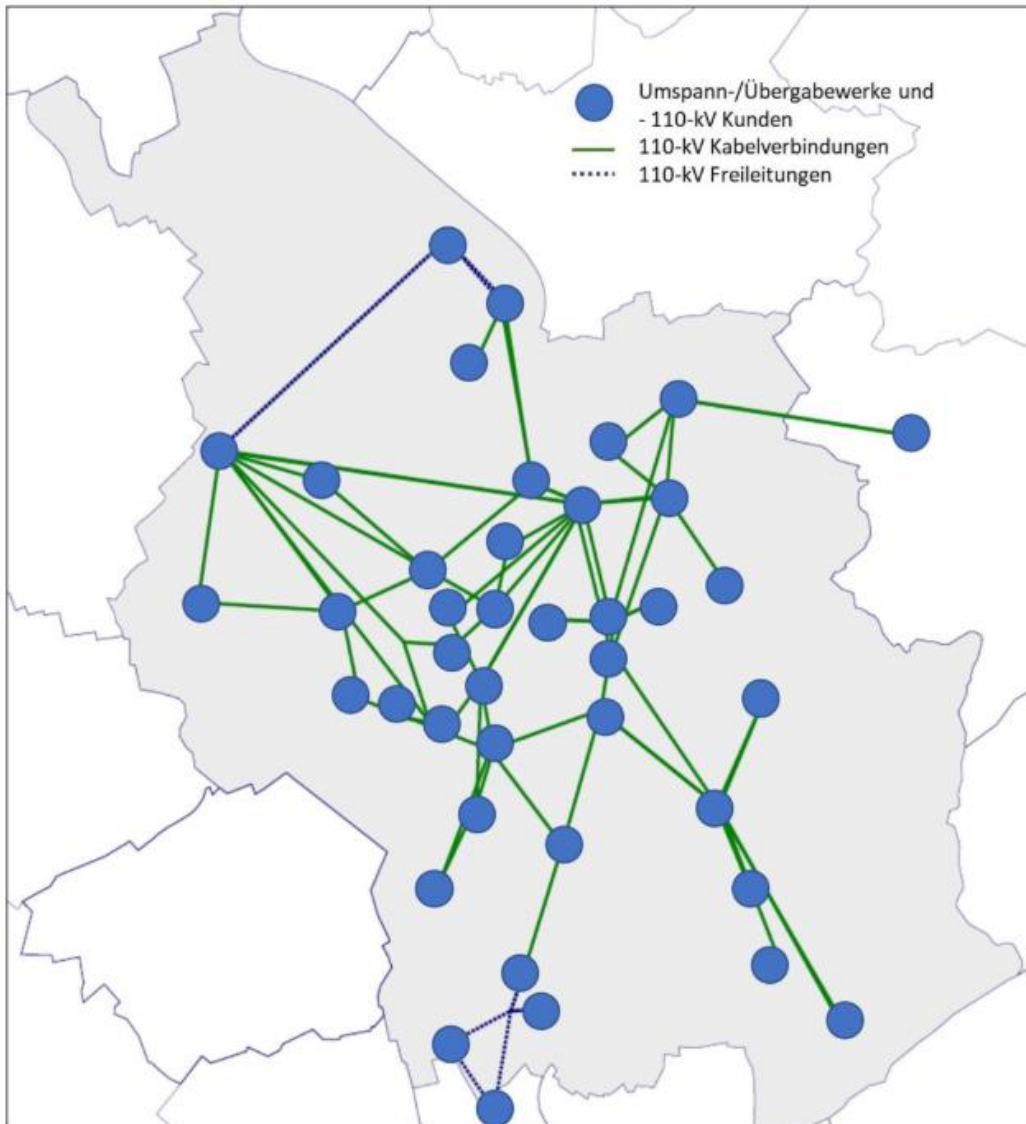 Umspann-/Übergabewerke und
- 110-kV Kunden
110-kV Kabelverbindungen
110-kV Freileitungen